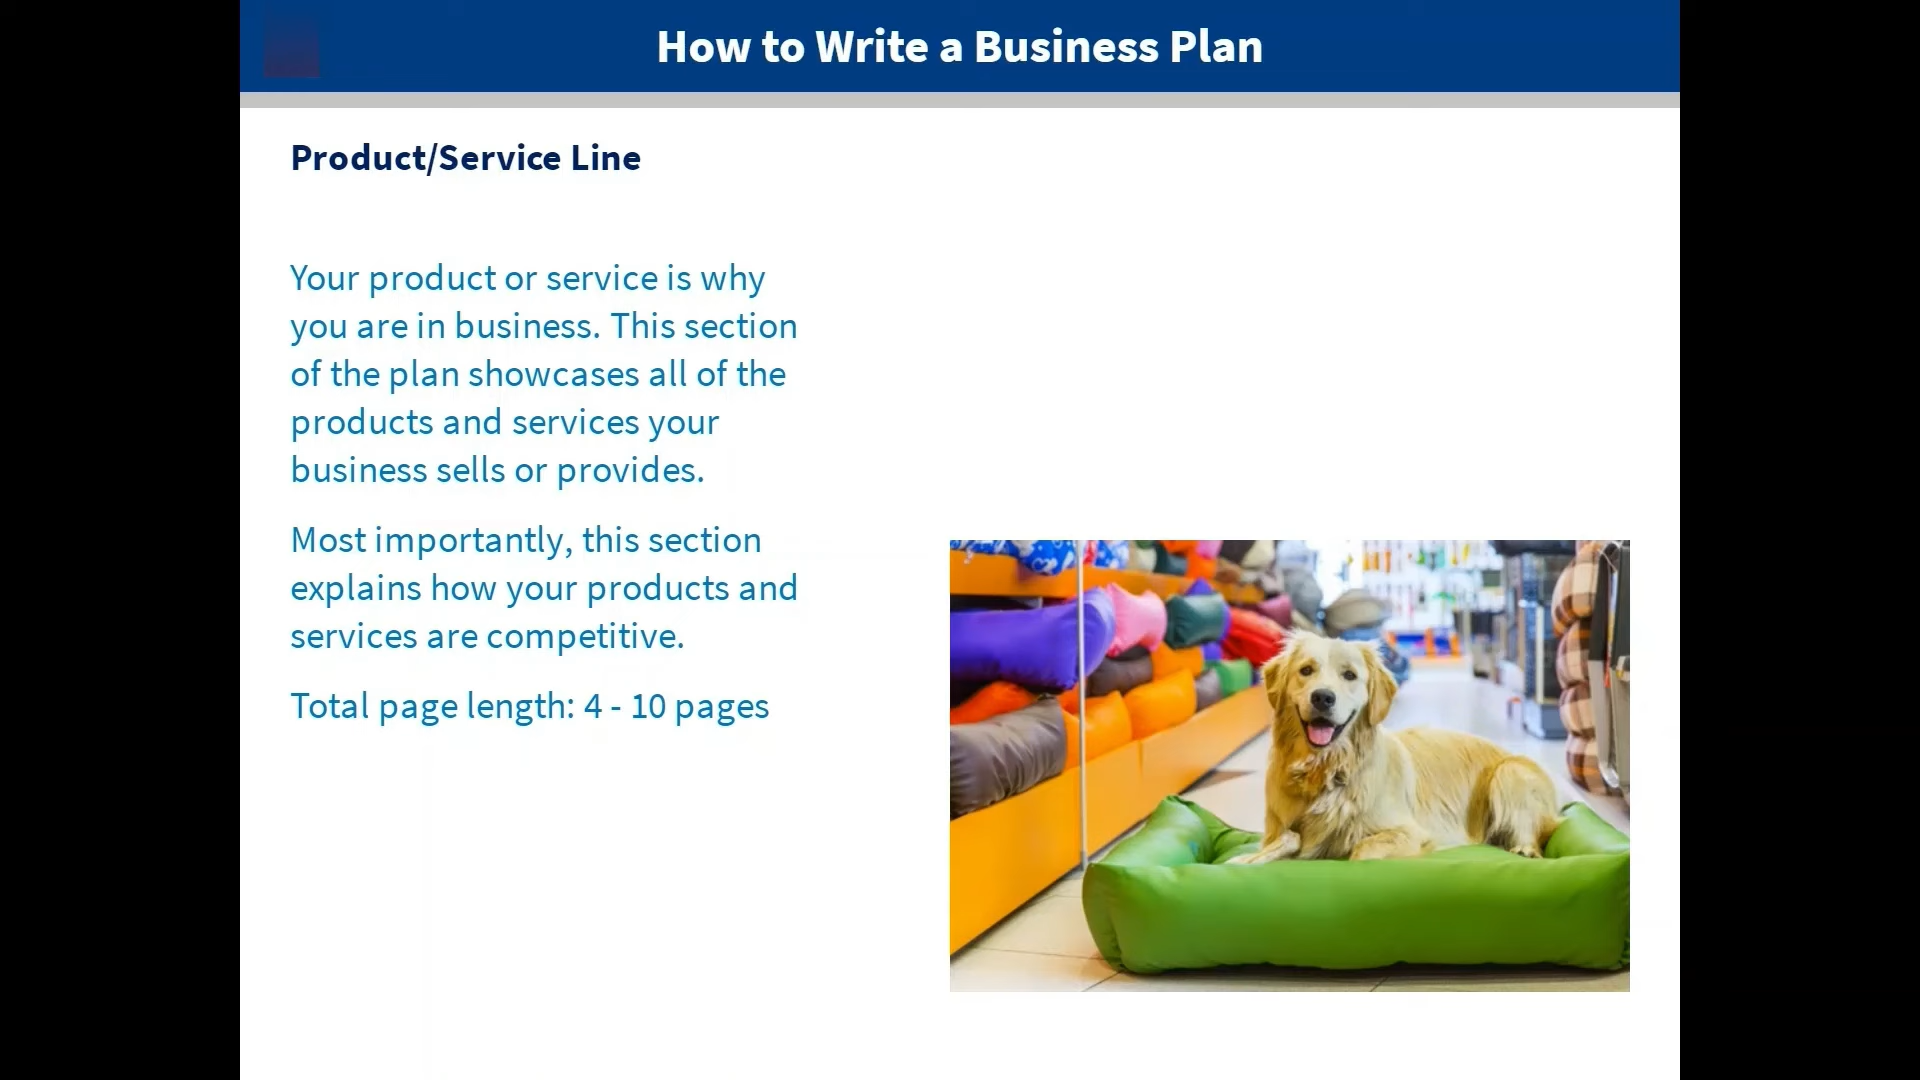 How to Write a Business Plan
Product/Service Line
Your product or service is why
you are in business. This section
of the plan showcases all of the
products and services your
business sells or provides.
Most importantly, this section
explains how your products and
services are competitive.
Total page length: 4 - 10 pages